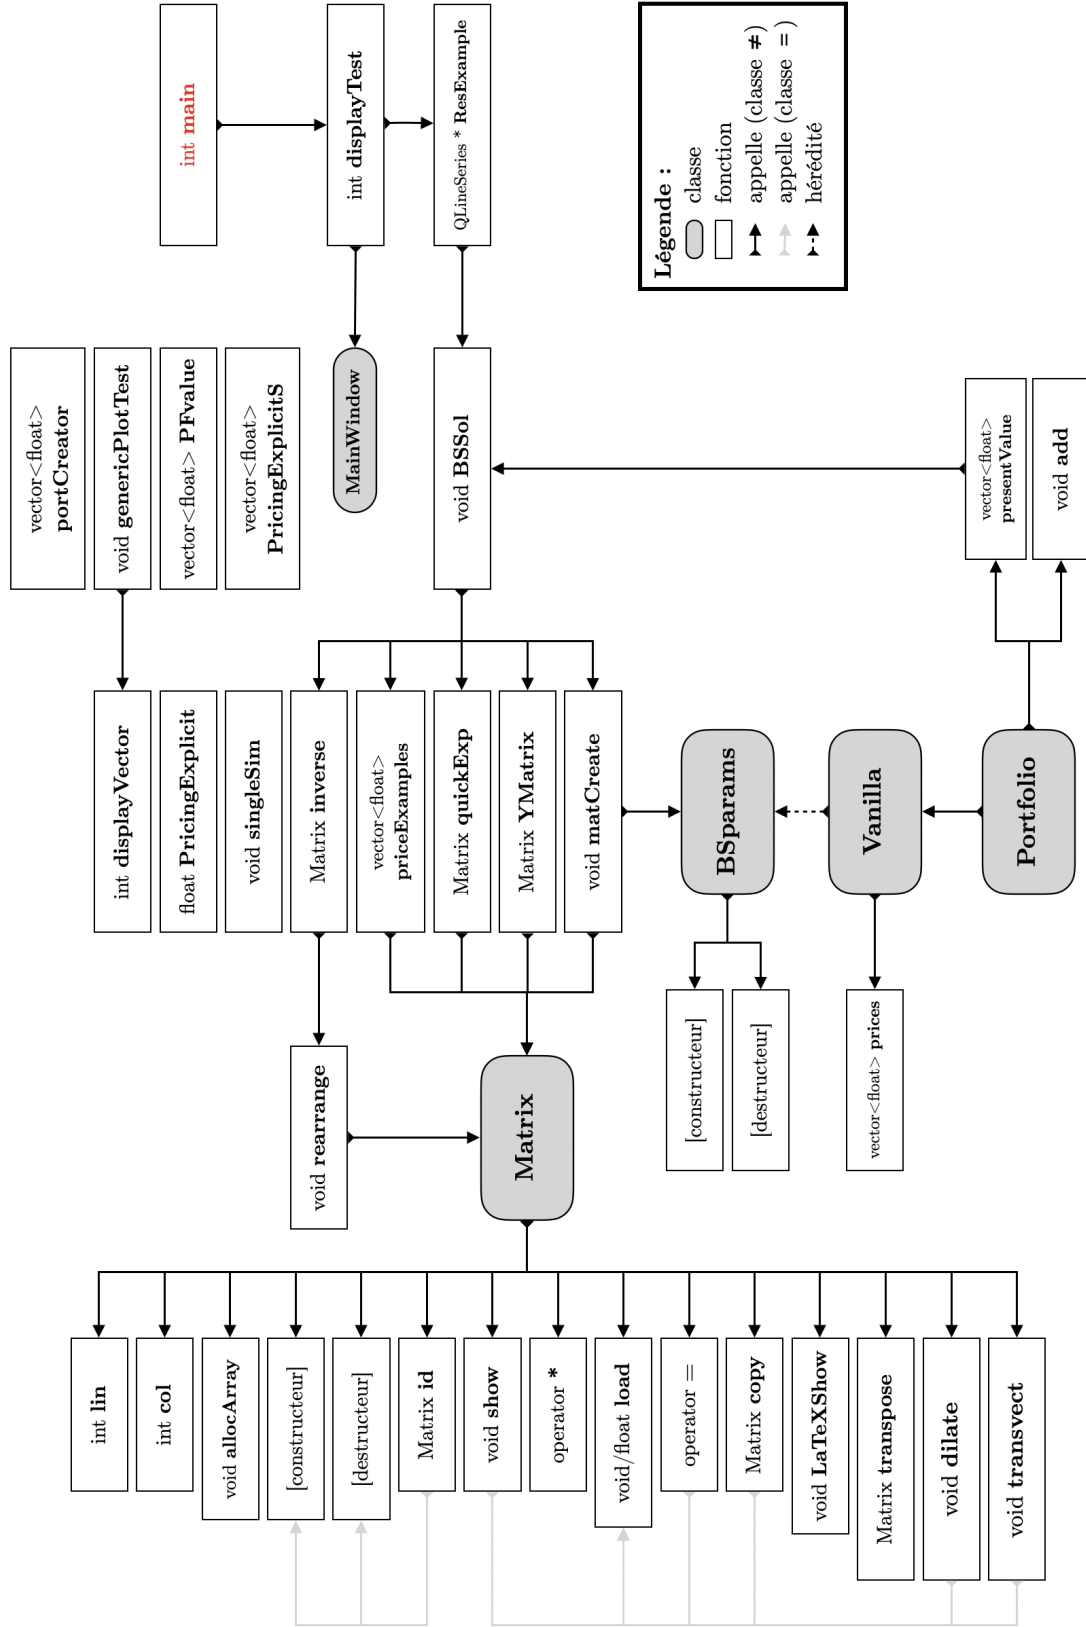 int lin
int col
void allocArray
[constructeur]
[destructeur]
Matrix id
void show
operator *
void/float load
operator =
Matrix copy
void LaTeXShow
Matrix transpose
void dilate
void transvect
void rearrange
Matrix
[constructeur]
[destructeur]
vector<float> prices
int displayVector
float PricingExplicit
void singleSim
Matrix inverse
vector<float>
priceExamples
Matrix quickExp
Matrix YMatrix
void matCreate
BSparams
Vanilla
Portfolio
vector<float>
portCreator
void genericPlotTest
vector<float> PFvalue
vector<float>
PricingExplicitS
MainWindow
void BSSol
vector<float>
presentValue
void add
int main
int displayTest
QLineSeries * ResExample
Légende :
classe
fonction
appelle (classe ≠)
appelle (classe =)
hérédité